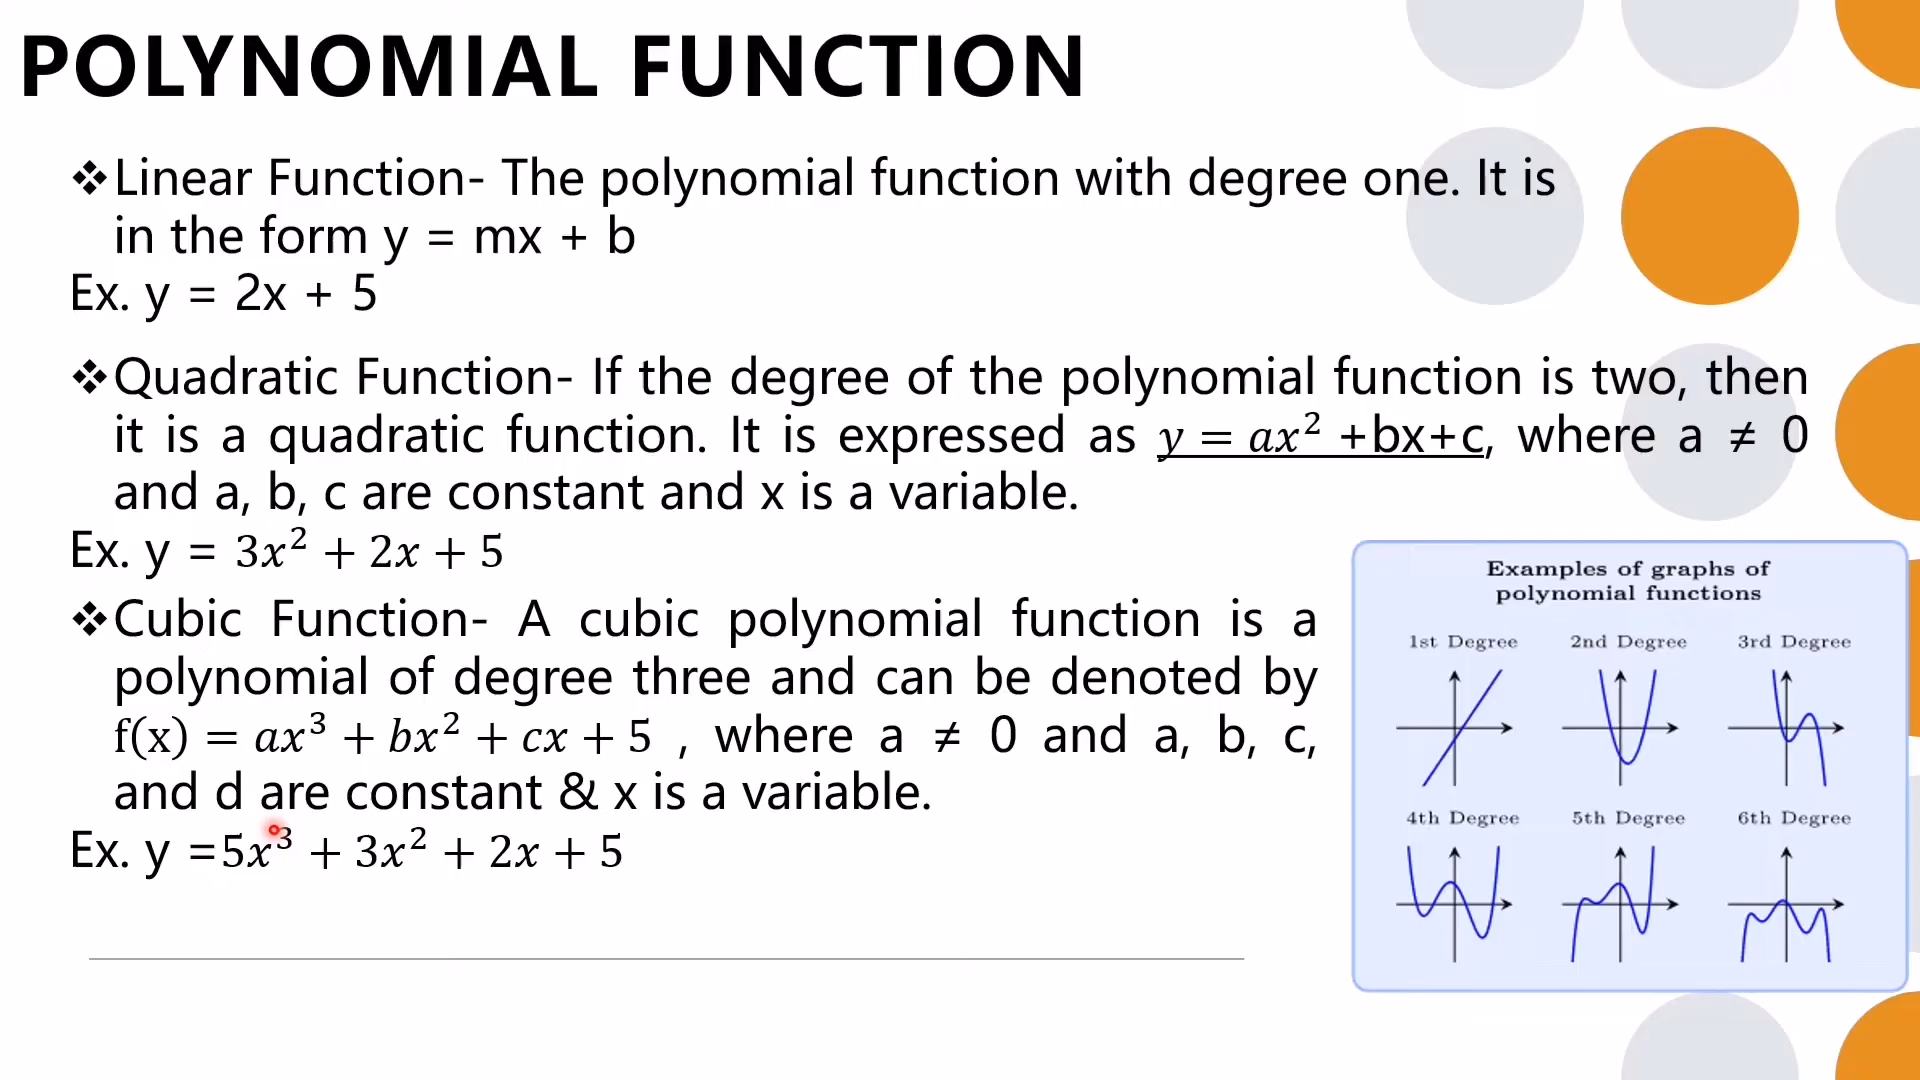 POLYNOMIAL FUNCTION
❖Linear Function- The polynomial function with degree one. It is
in the form y = mx + b
Ex. y = 2x + 5
❖Quadratic Function- If the degree of the polynomial function is two, then
it is a quadratic function. It is expressed as y = ax² +bx+c, where a ≠ 0
and a, b, c are constant and x is a variable.
Ex. y = 3x² + 2x + 5
❖Cubic Function- A cubic polynomial function is a
polynomial of degree three and can be denoted by
f(x) = ax³ + bx² + cx + 5 , where a ≠ 0 and a, b, c,
and d are constant & x is a variable.
Ex. y =5x³ + 3x² + 2x + 5
Examples of graphs of
polynomial functions
1st Degree 2nd Degree 3rd Degree
4th Degree 5th Degree 6th Degree